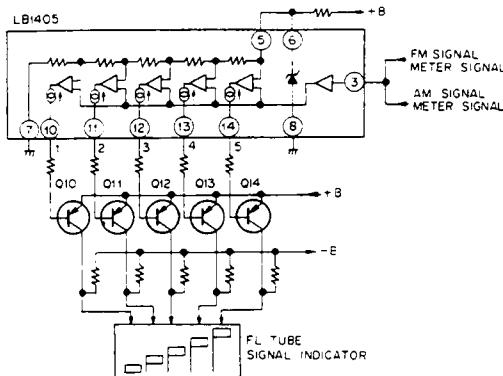 LB1405
+B
5 6
FM SIGNAL
METER SIGNAL
3
AM SIGNAL
METER SIGNAL
7 10 11 12 13 14 8
1 2 3 4 5
Q10 Q11 Q12 Q13 Q14
+B
-B
FL TUBE
SIGNAL INDICATOR